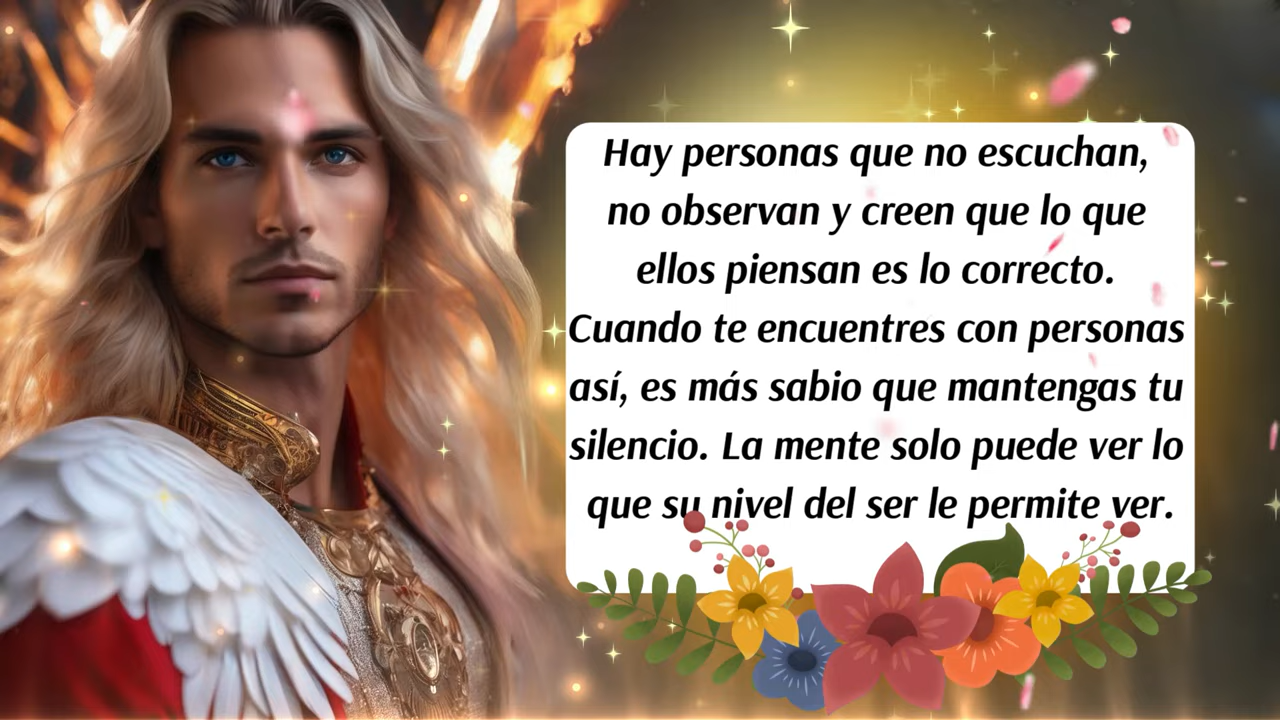 Hay personas que no escuchan,
no observan y creen que lo que
ellos piensan es lo correcto.
Cuando te encuentres con personas
así, es más sabio que mantengas tu
silencio. La mente solo puede ver lo
que su nivel del ser le permite ver.